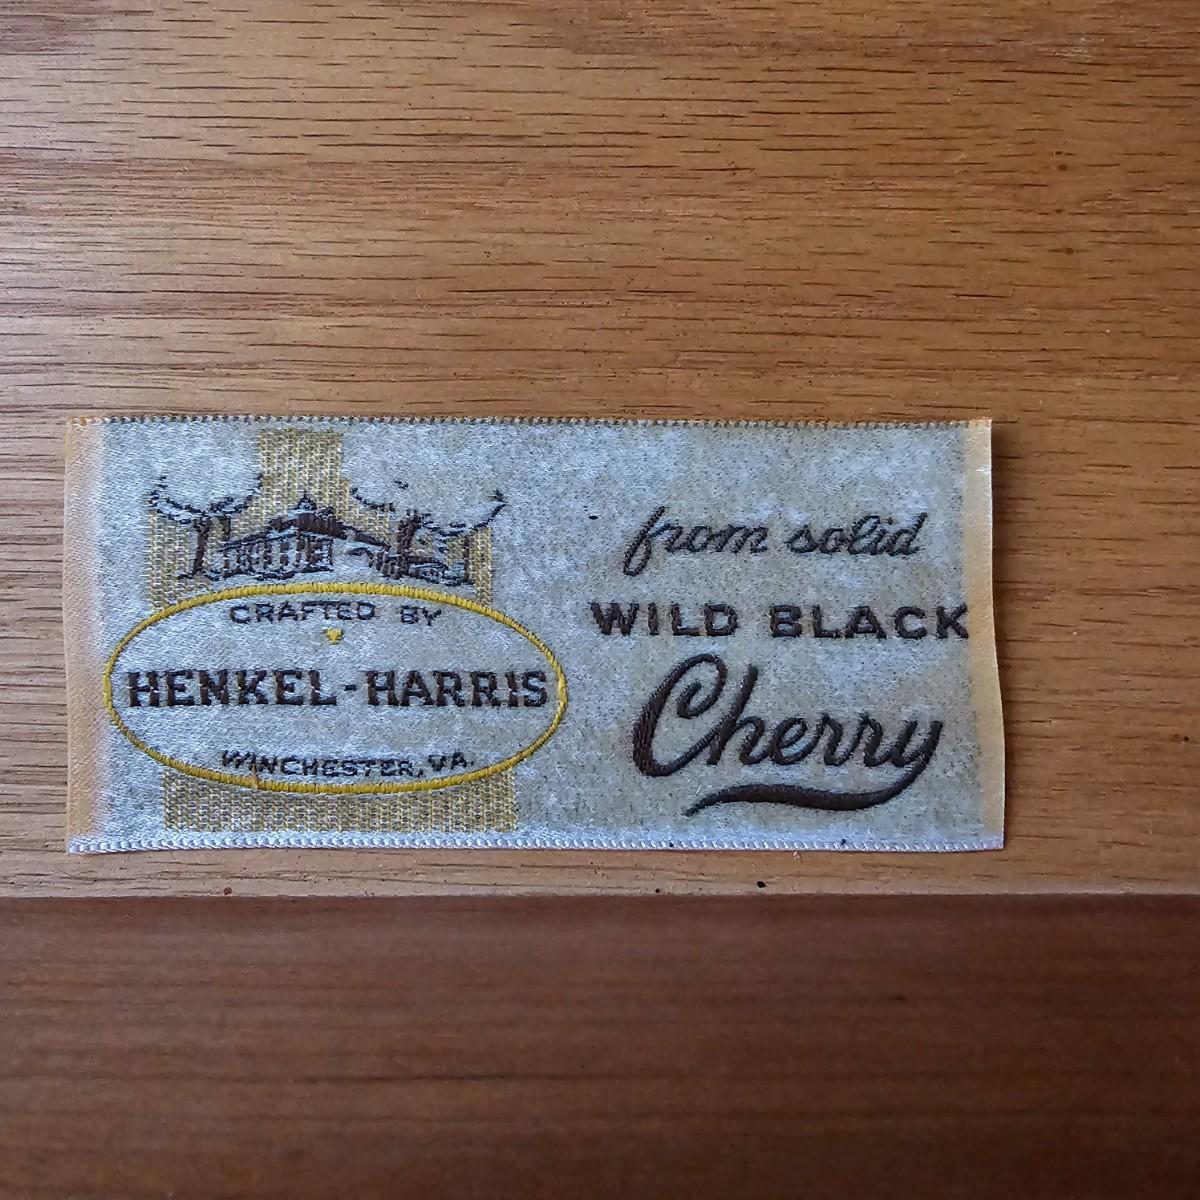 CRAFTED BY
HENKEL-HARRIS
WINCHESTER, VA.
from solid
WILD BLACK
Cherry